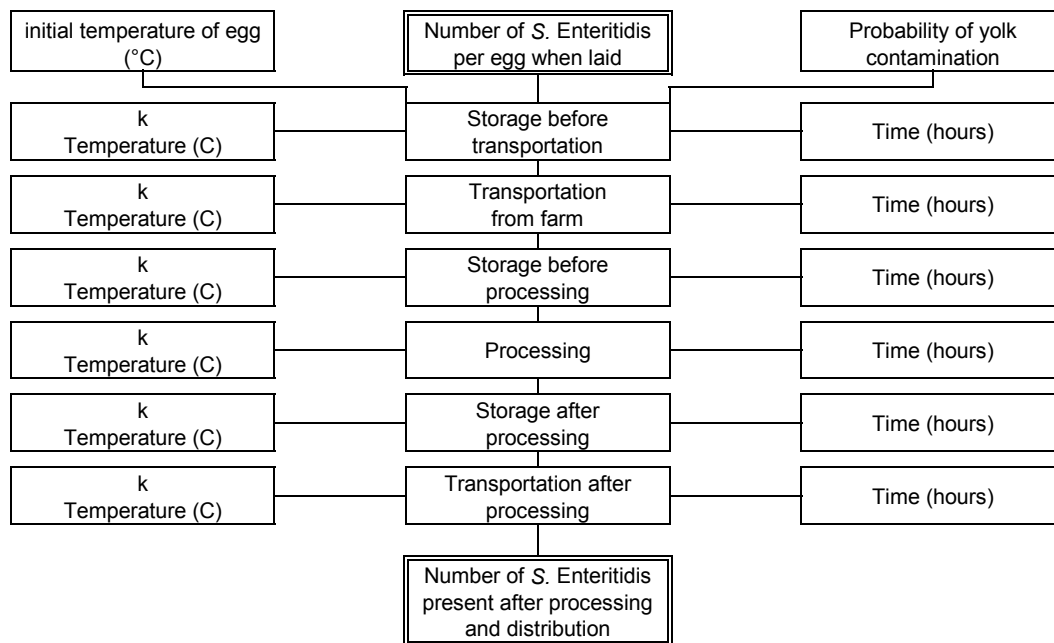 initial temperature of egg
(°C)
Number of S. Enteritidis
per egg when laid
Probability of yolk
contamination
k
Temperature (C)
Storage before
transportation
Time (hours)
k
Temperature (C)
Transportation
from farm
Time (hours)
k
Temperature (C)
Storage before
processing
Time (hours)
k
Temperature (C)
Processing
Time (hours)
k
Temperature (C)
Storage after
processing
Time (hours)
k
Temperature (C)
Transportation after
processing
Time (hours)
Number of S. Enteritidis
present after processing
and distribution